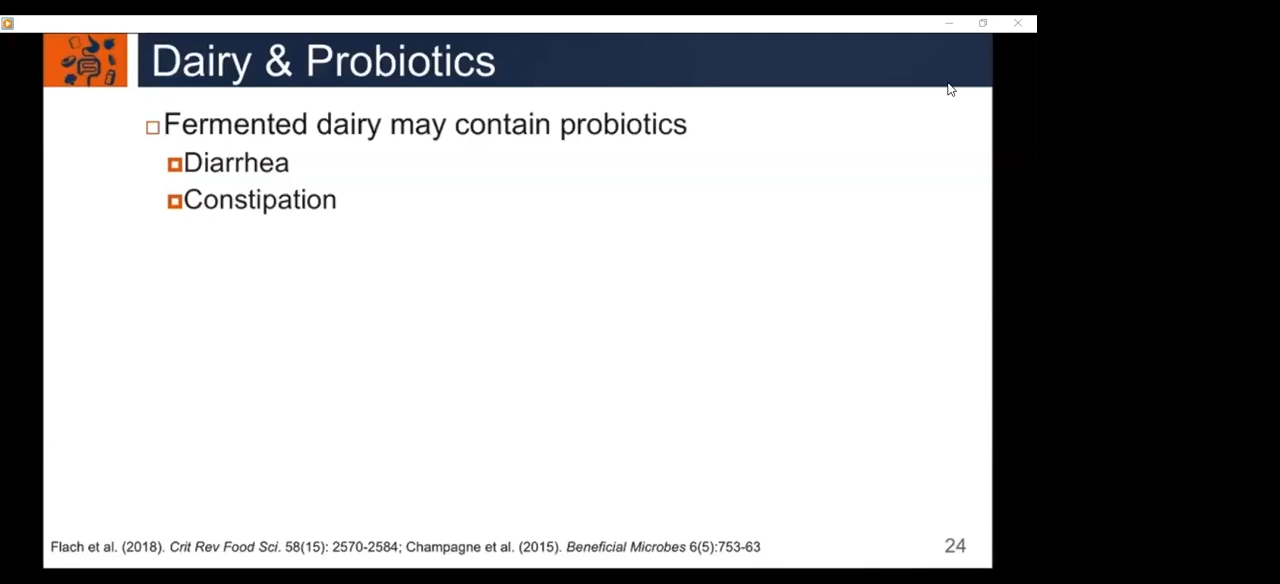 Dairy & Probiotics
Fermented dairy may contain probiotics
Diarrhea
Constipation
Flach et al. (2018). Crit Rev Food Sci. 58(15): 2570-2584; Champagne et al. (2015). Beneficial Microbes 6(5):753-63
24